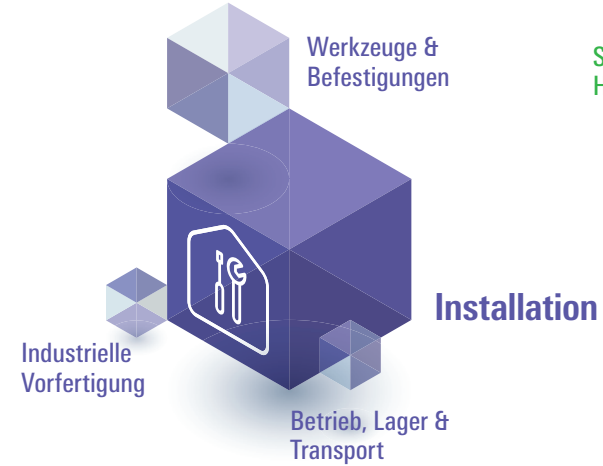 Werkzeuge &
Befestigungen
Installation
Industrielle
Vorfertigung
Betrieb, Lager &
Transport